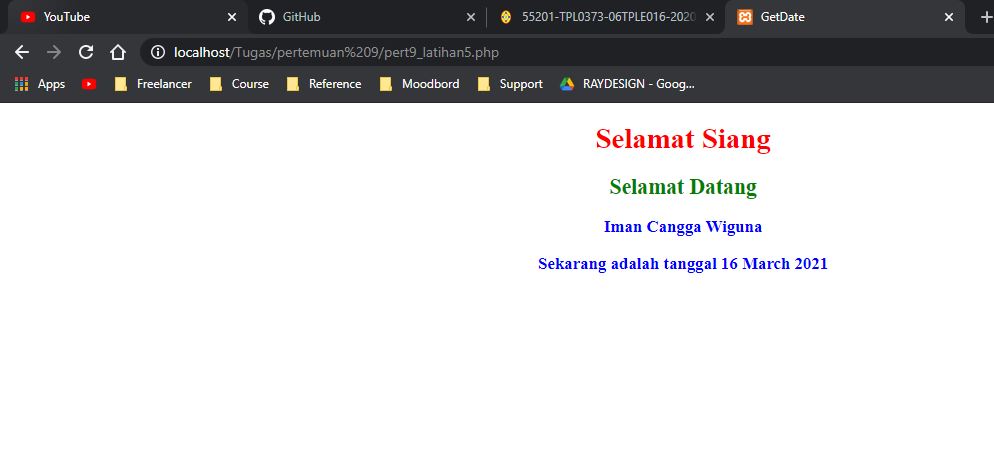 YouTube
GitHub
55201-TPL0373-06TPLE016-2020
GetDate
localhost/Tugas/pertemuan%209/pert9_latihan5.php
Apps
Freelancer
Course
Reference
Moodbord
Support
RAYDESIGN - Goog...
Selamat Siang
Selamat Datang
Iman Cangga Wiguna
Sekarang adalah tanggal 16 March 2021